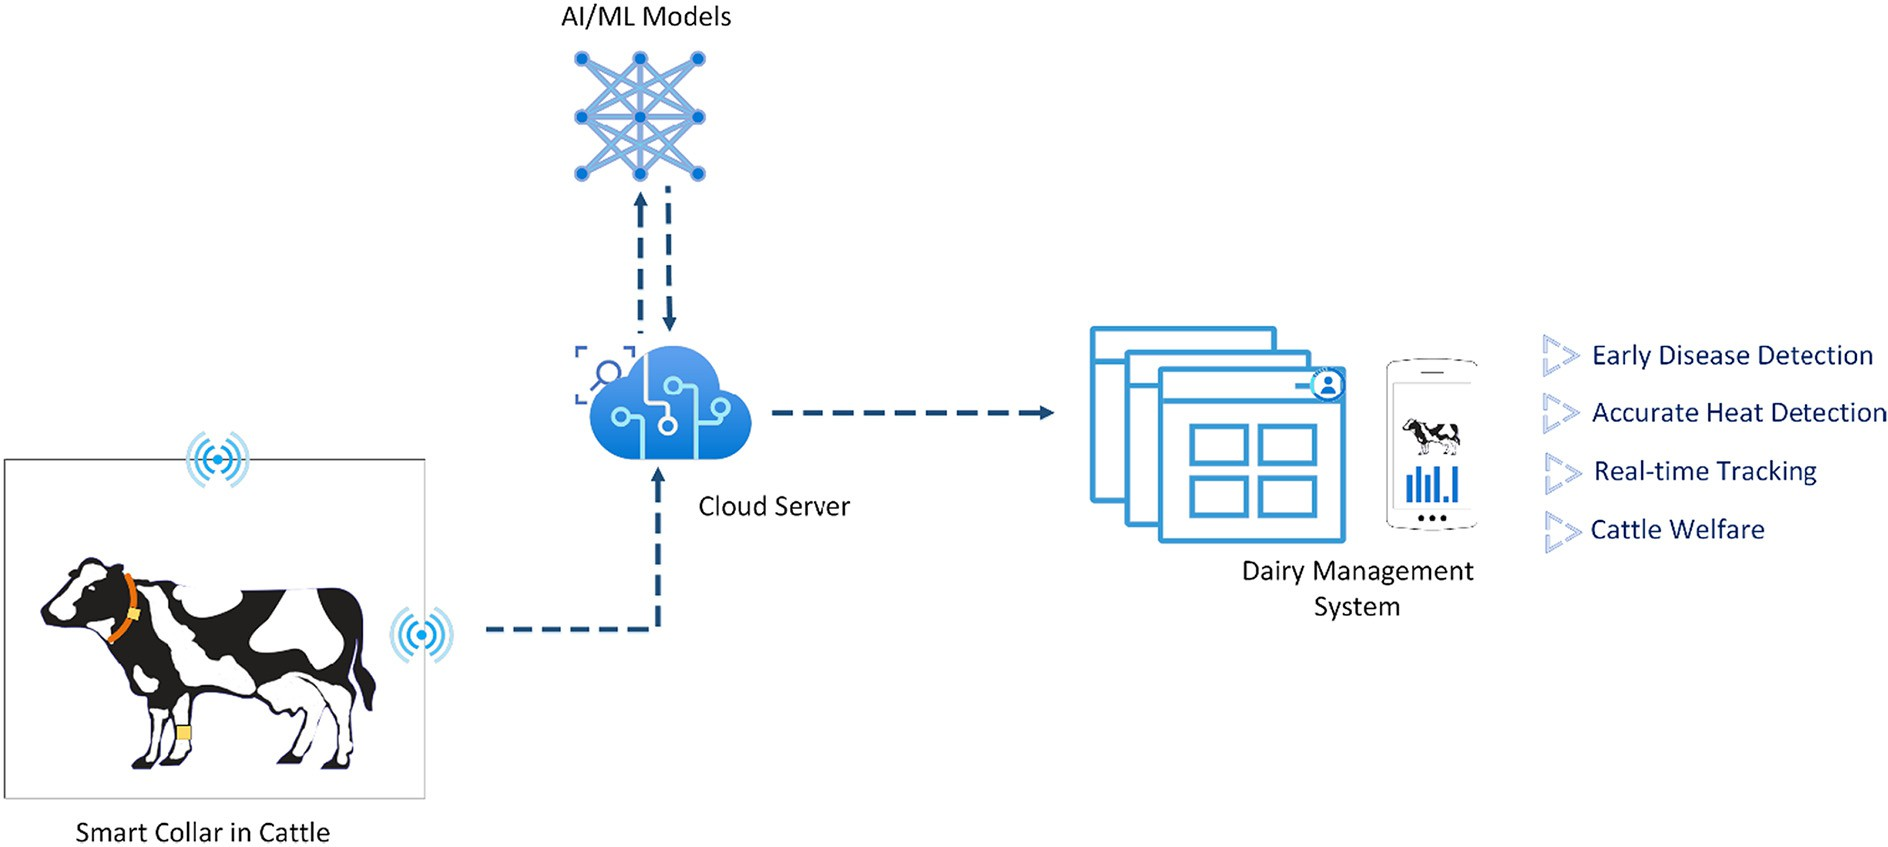 AI/ML Models
Cloud Server
Smart Collar in Cattle
Dairy Management
System
Early Disease Detection
Accurate Heat Detection
Real-time Tracking
Cattle Welfare